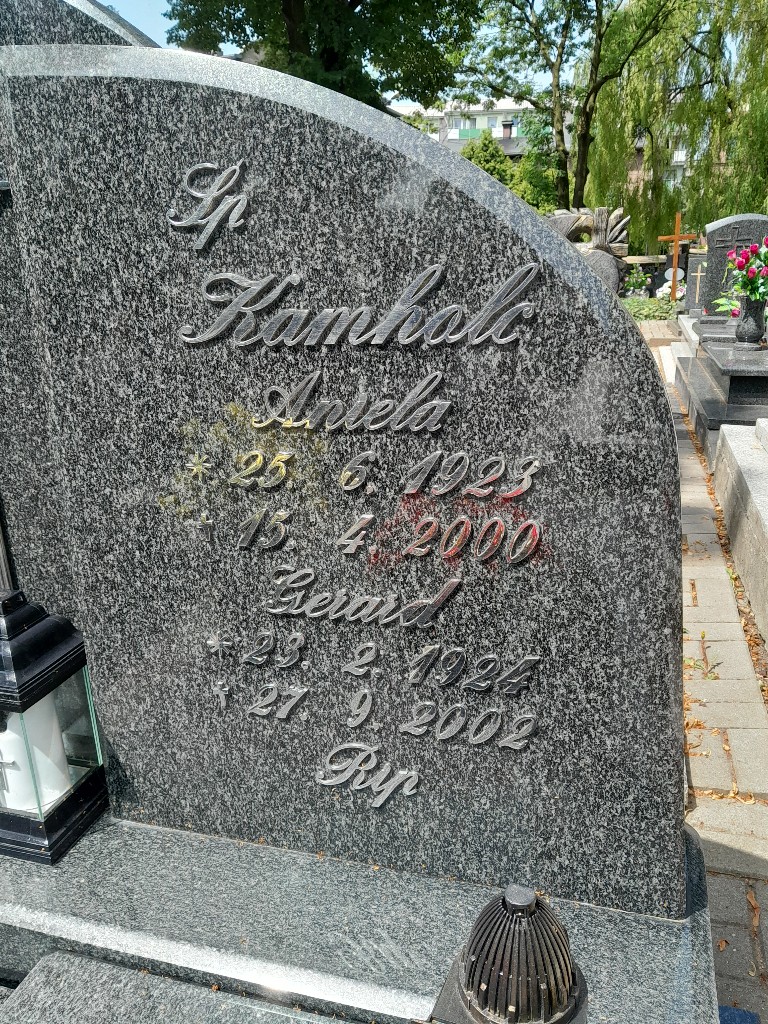 Śp
Kamholc
Aniela
* 25. 6. 1923
† 15. 4. 2000
Gerard
* 23. 2. 1924
† 27. 9. 2002
Rip